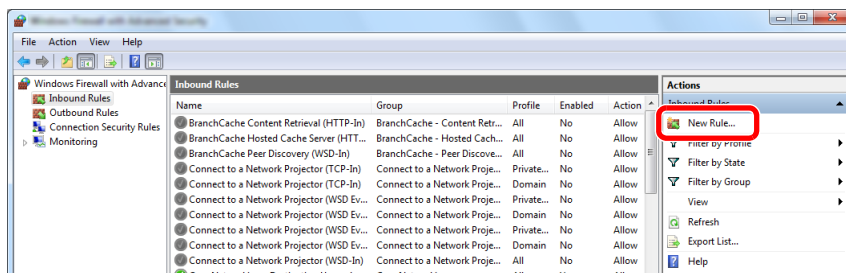 Windows Firewall with Advanced Security
File Action View Help
Windows Firewall with Advance
Inbound Rules
Outbound Rules
Connection Security Rules
Monitoring
Inbound Rules
Name Group Profile Enabled Action
BranchCache Content Retrieval (HTTP-In) BranchCache - Content Retr... All No Allow
BranchCache Hosted Cache Server (HTT... BranchCache - Hosted Cach... All No Allow
BranchCache Peer Discovery (WSD-In) BranchCache - Peer Discove... All No Allow
Connect to a Network Projector (TCP-In) Connect to a Network Proje... Private... No Allow
Connect to a Network Projector (TCP-In) Connect to a Network Proje... Domain No Allow
Connect to a Network Projector (WSD Ev... Connect to a Network Proje... Private... No Allow
Connect to a Network Projector (WSD Ev... Connect to a Network Proje... Domain No Allow
Connect to a Network Projector (WSD Ev... Connect to a Network Proje... Private... No Allow
Connect to a Network Projector (WSD Ev... Connect to a Network Proje... Domain No Allow
Connect to a Network Projector (WSD-In) Connect to a Network Proje... All No Allow
Actions
Inbound Rules
New Rule...
Filter by Profile
Filter by State
Filter by Group
View
Refresh
Export List...
Help